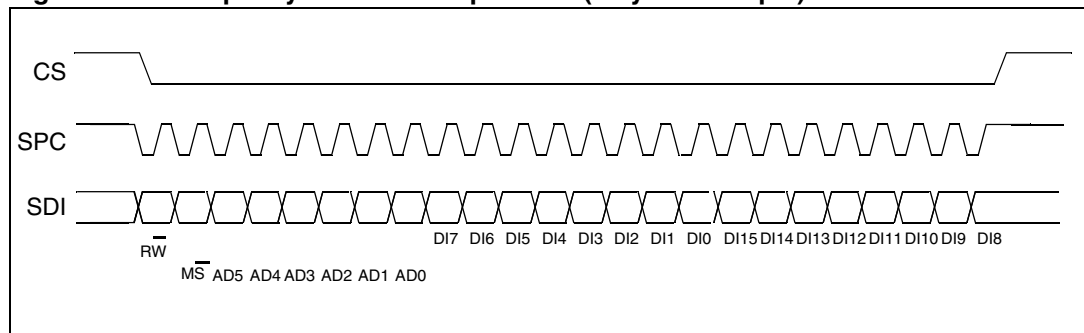 CS
SPC
SDI
DI7 DI6 DI5 DI4 DI3 DI2 DI1 DI0 DI15 DI14 DI13 DI12 DI11 DI10 DI9 DI8
RW
MS AD5 AD4 AD3 AD2 AD1 AD0